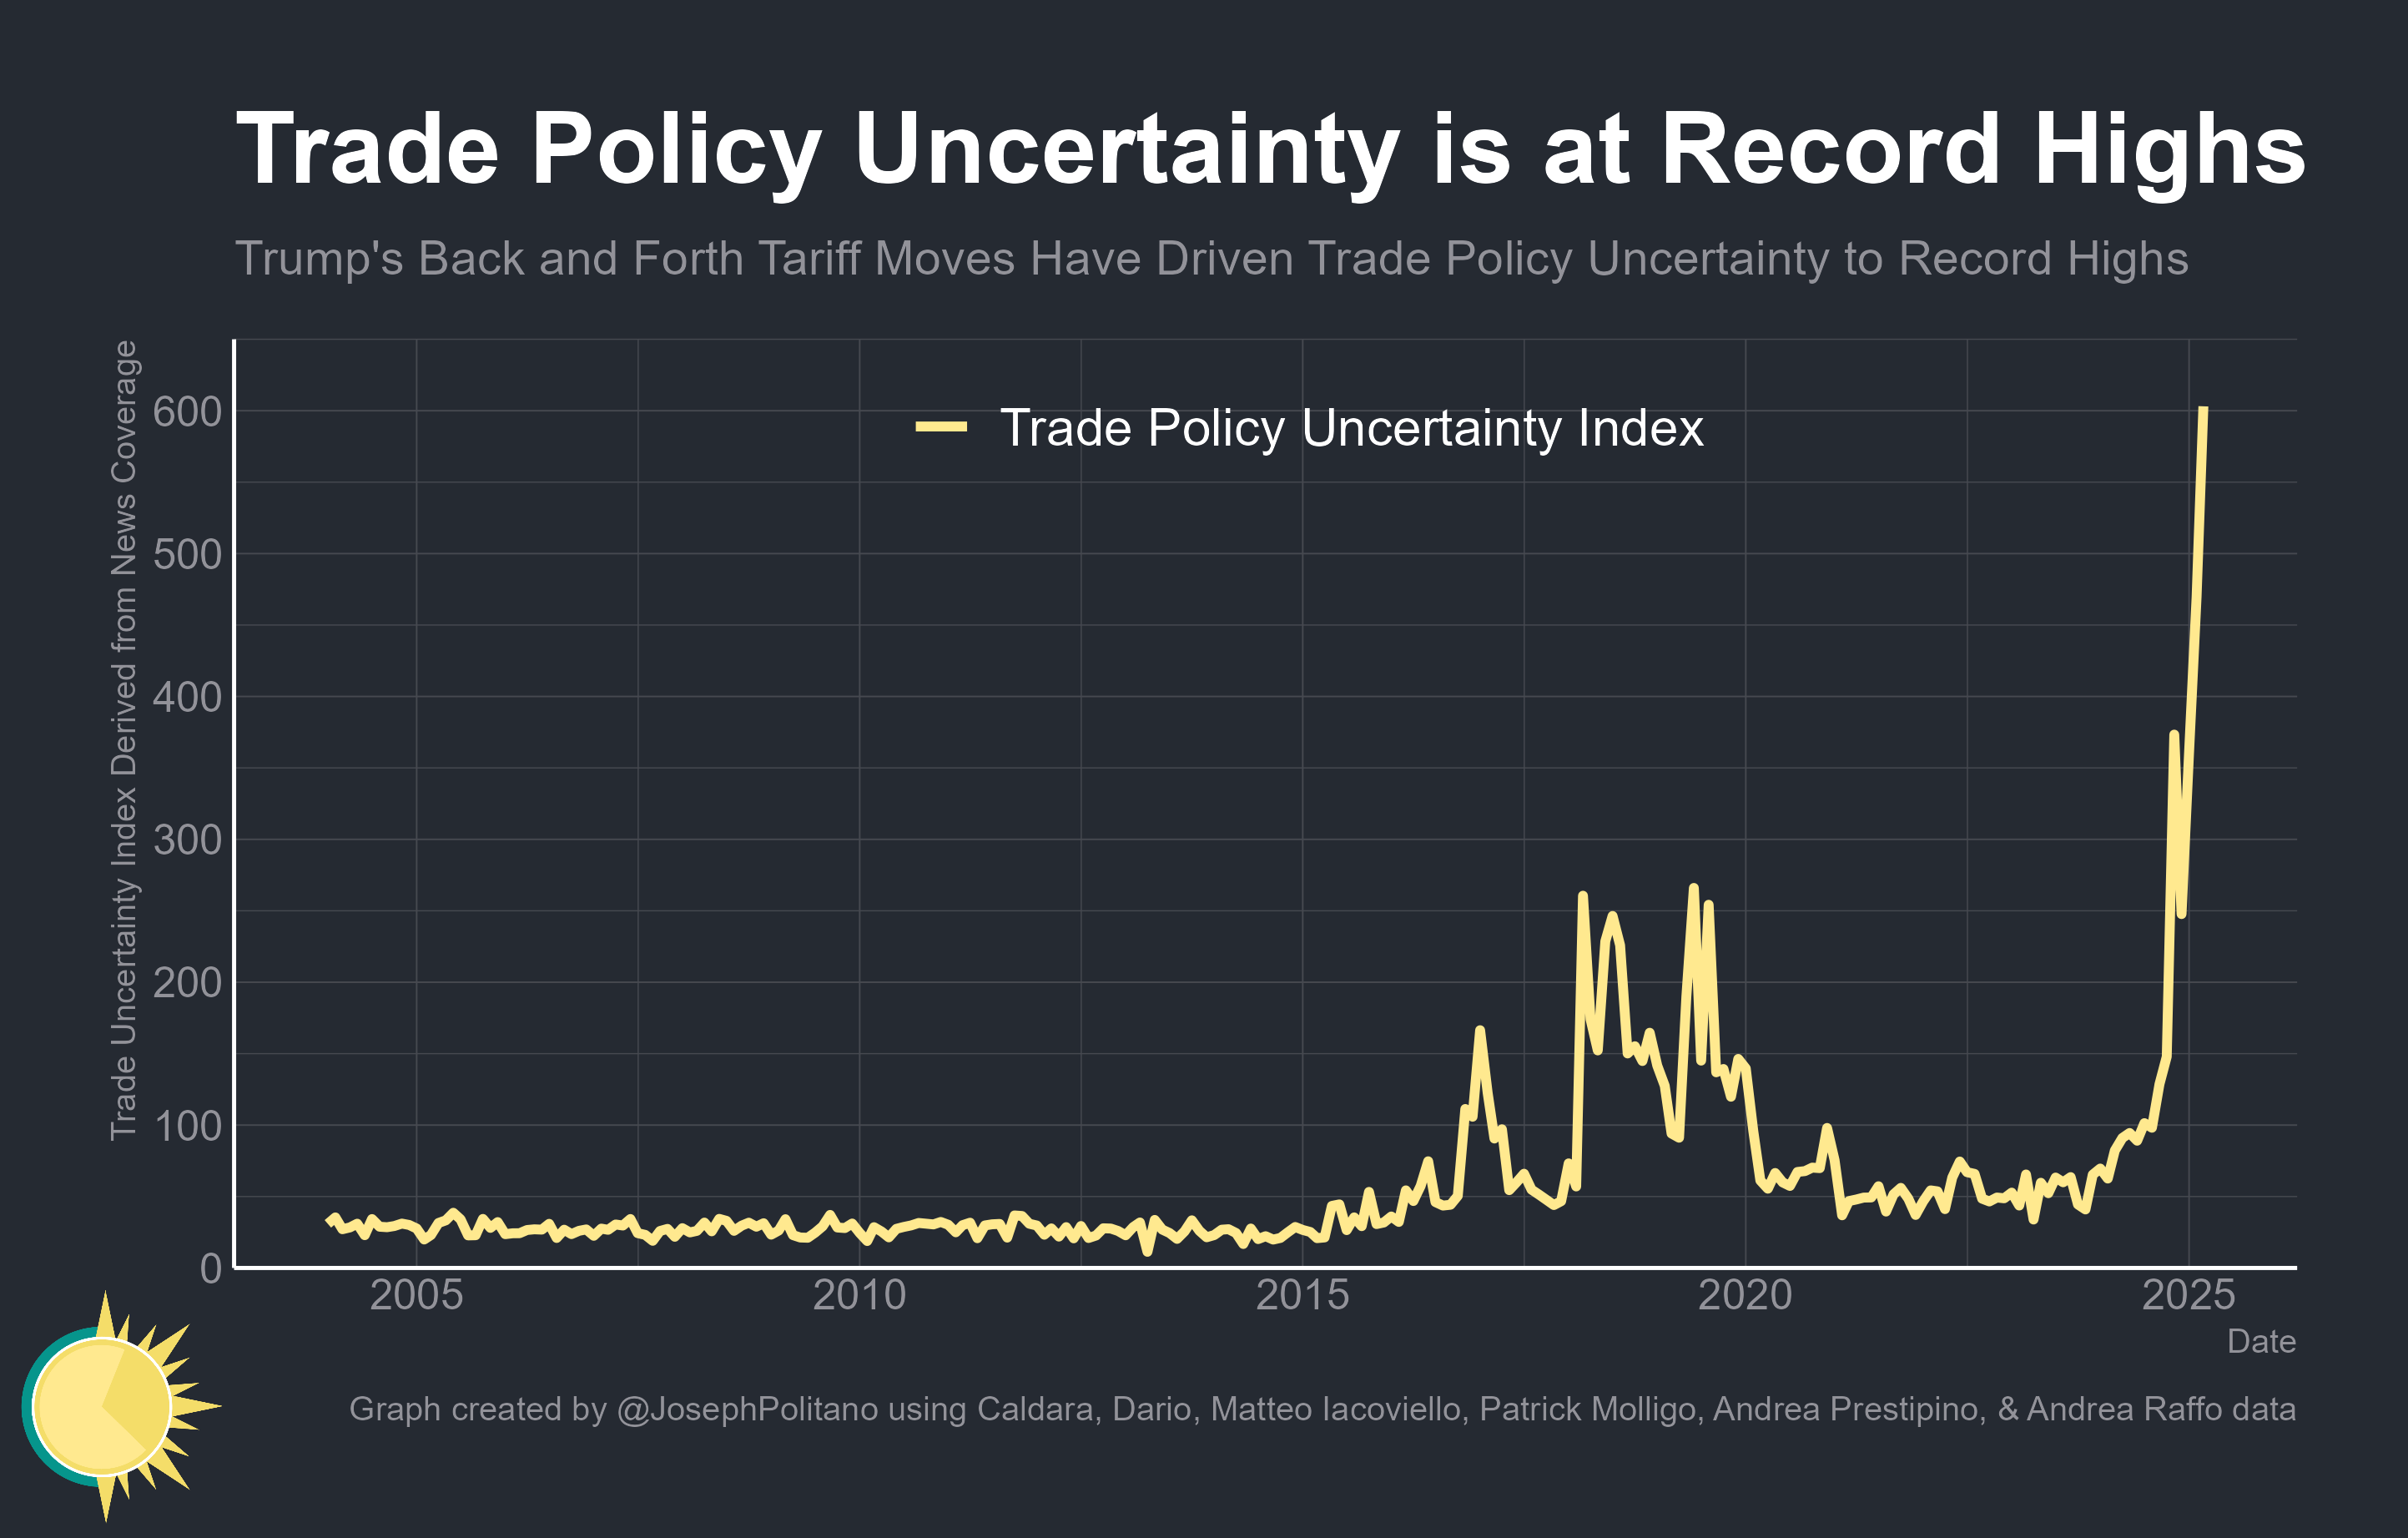 Trade Policy Uncertainty is at Record Highs
Trump's Back and Forth Tariff Moves Have Driven Trade Policy Uncertainty to Record Highs
Trade Uncertainty Index Derived from News Coverage
600
500
400
300
200
100
0
Trade Policy Uncertainty Index
2005
2010
2015
2020
2025
Date
Graph created by @JosephPolitano using Caldara, Dario, Matteo Iacoviello, Patrick Molligo, Andrea Prestipino, & Andrea Raffo data